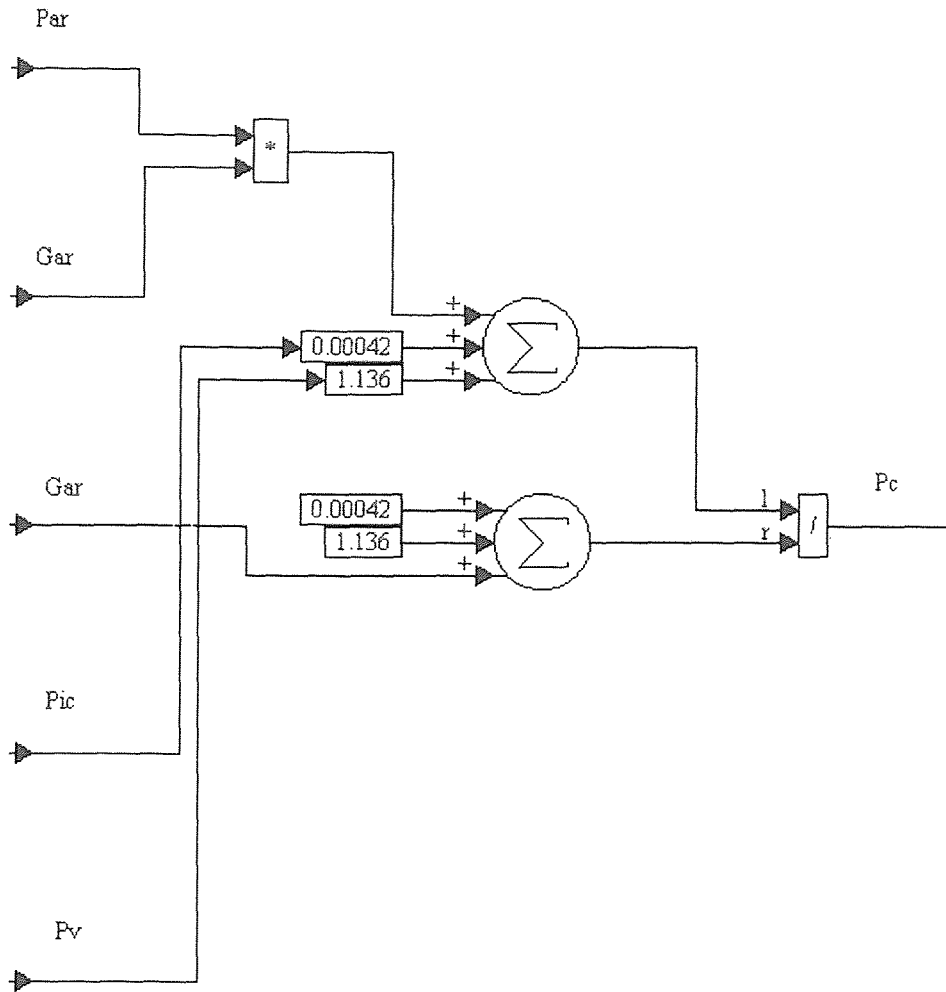 Par
*
Gar
+
0.00042
+
1.136
+
Σ
Gar
0.00042
+
1.136
+
+
Σ
l
r
/
Pc
Pic
Pv